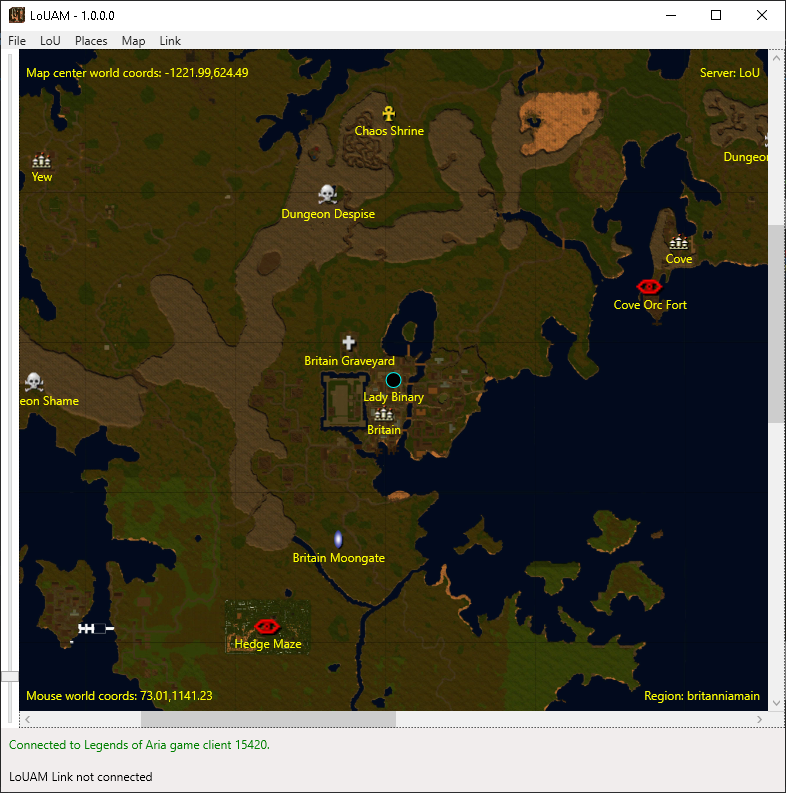 LoUAM - 1.0.0.0
File LoU Places Map Link
Map center world coords: -1221.99,624.49
Server: LoU
Chaos Shrine
Dungeon
Yew
Dungeon Despise
Cove
Cove Orc Fort
Britain Graveyard
eon Shame
Lady Binary
Britain
Britain Moongate
Hedge Maze
Mouse world coords: 73.01,1141.23
Region: britanniamain
Connected to Legends of Aria game client 15420.
LoUAM Link not connected